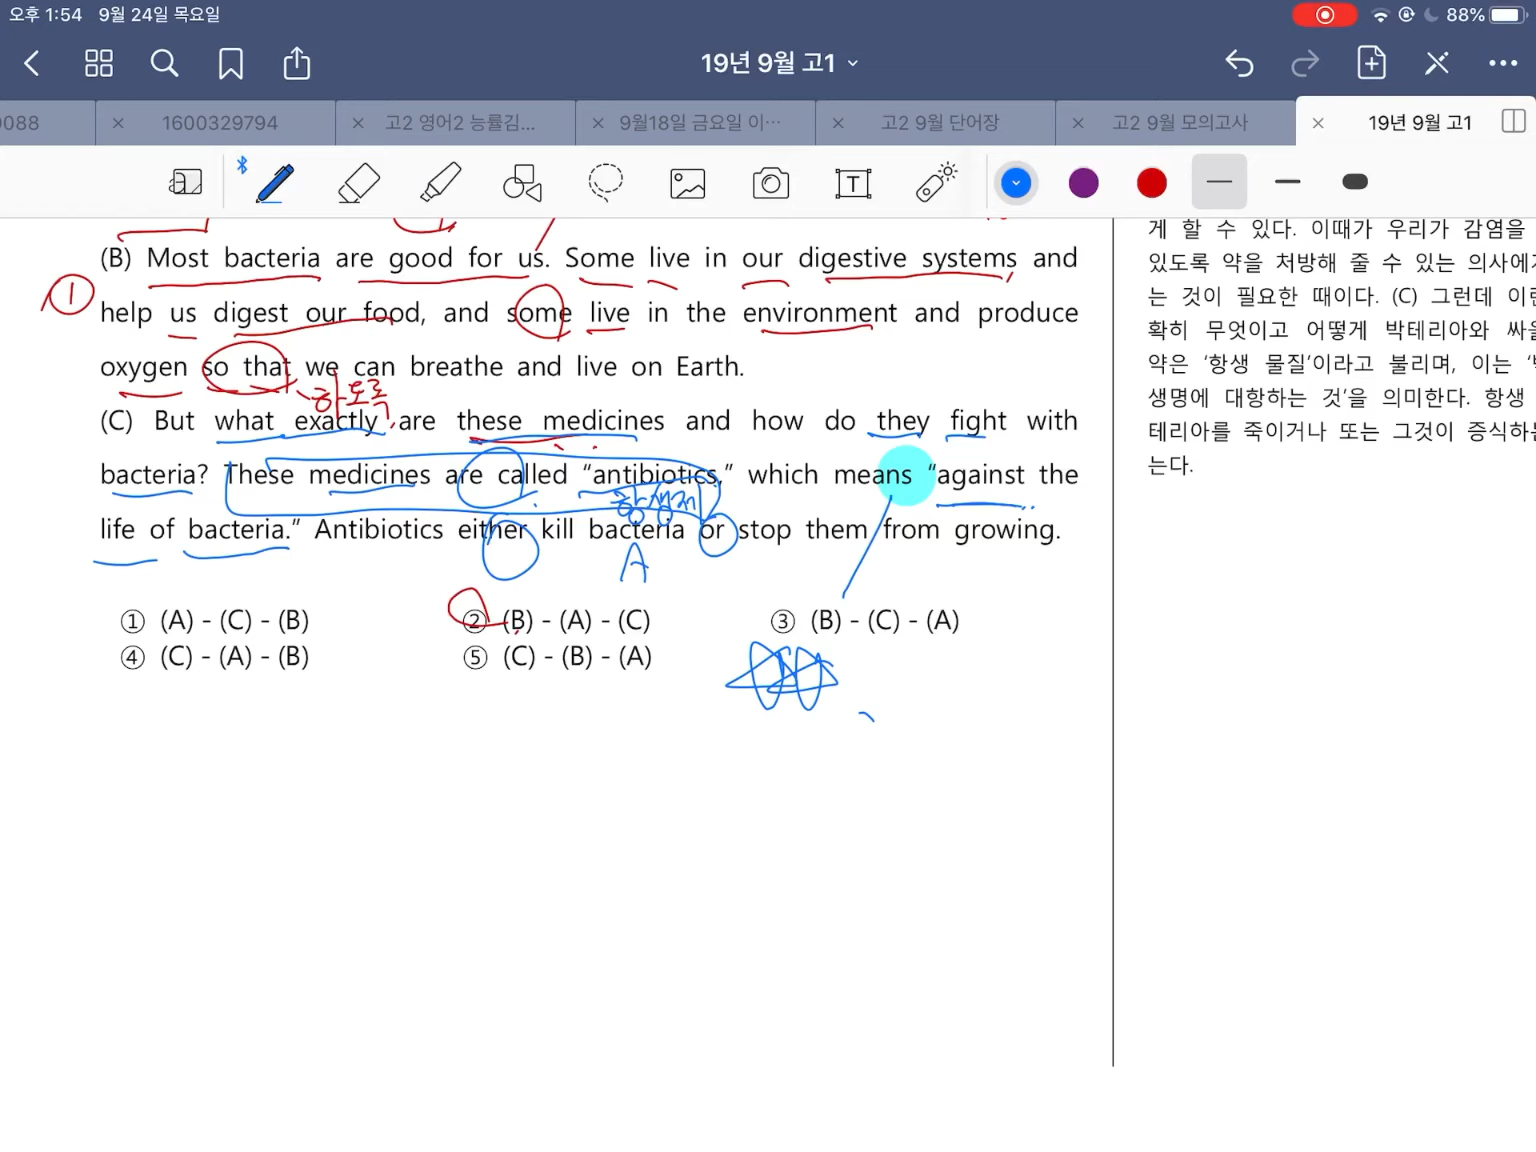 오후 1:54 9월 24일 목요일 88%
19년 9월 고1
0088 × 1600329794 × 고2 영어2 능률김... × 9월18일 금요일 이... × 고2 9월 단어장 × 고2 9월 모의고사 × 19년 9월 고1
(B) Most bacteria are good for us. Some live in our digestive systems and
① help us digest our food, and some live in the environment and produce
oxygen so that we can breathe and live on Earth.
하도록
(C) But what exactly are these medicines and how do they fight with
bacteria? These medicines are called “antibiotics,” which means “against the
항생제
life of bacteria.” Antibiotics either kill bacteria or stop them from growing.
A
① (A) - (C) - (B) ② (B) - (A) - (C) ③ (B) - (C) - (A)
④ (C) - (A) - (B) ⑤ (C) - (B) - (A)
게 할 수 있다. 이때가 우리가 감염을
있도록 약을 처방해 줄 수 있는 의사에게
는 것이 필요한 때이다. (C) 그런데 이런
확히 무엇이고 어떻게 박테리아와 싸울
약은 ‘항생 물질’이라고 불리며, 이는 ‘
생명에 대항하는 것’을 의미한다. 항생
테리아를 죽이거나 또는 그것이 증식하는
는다.